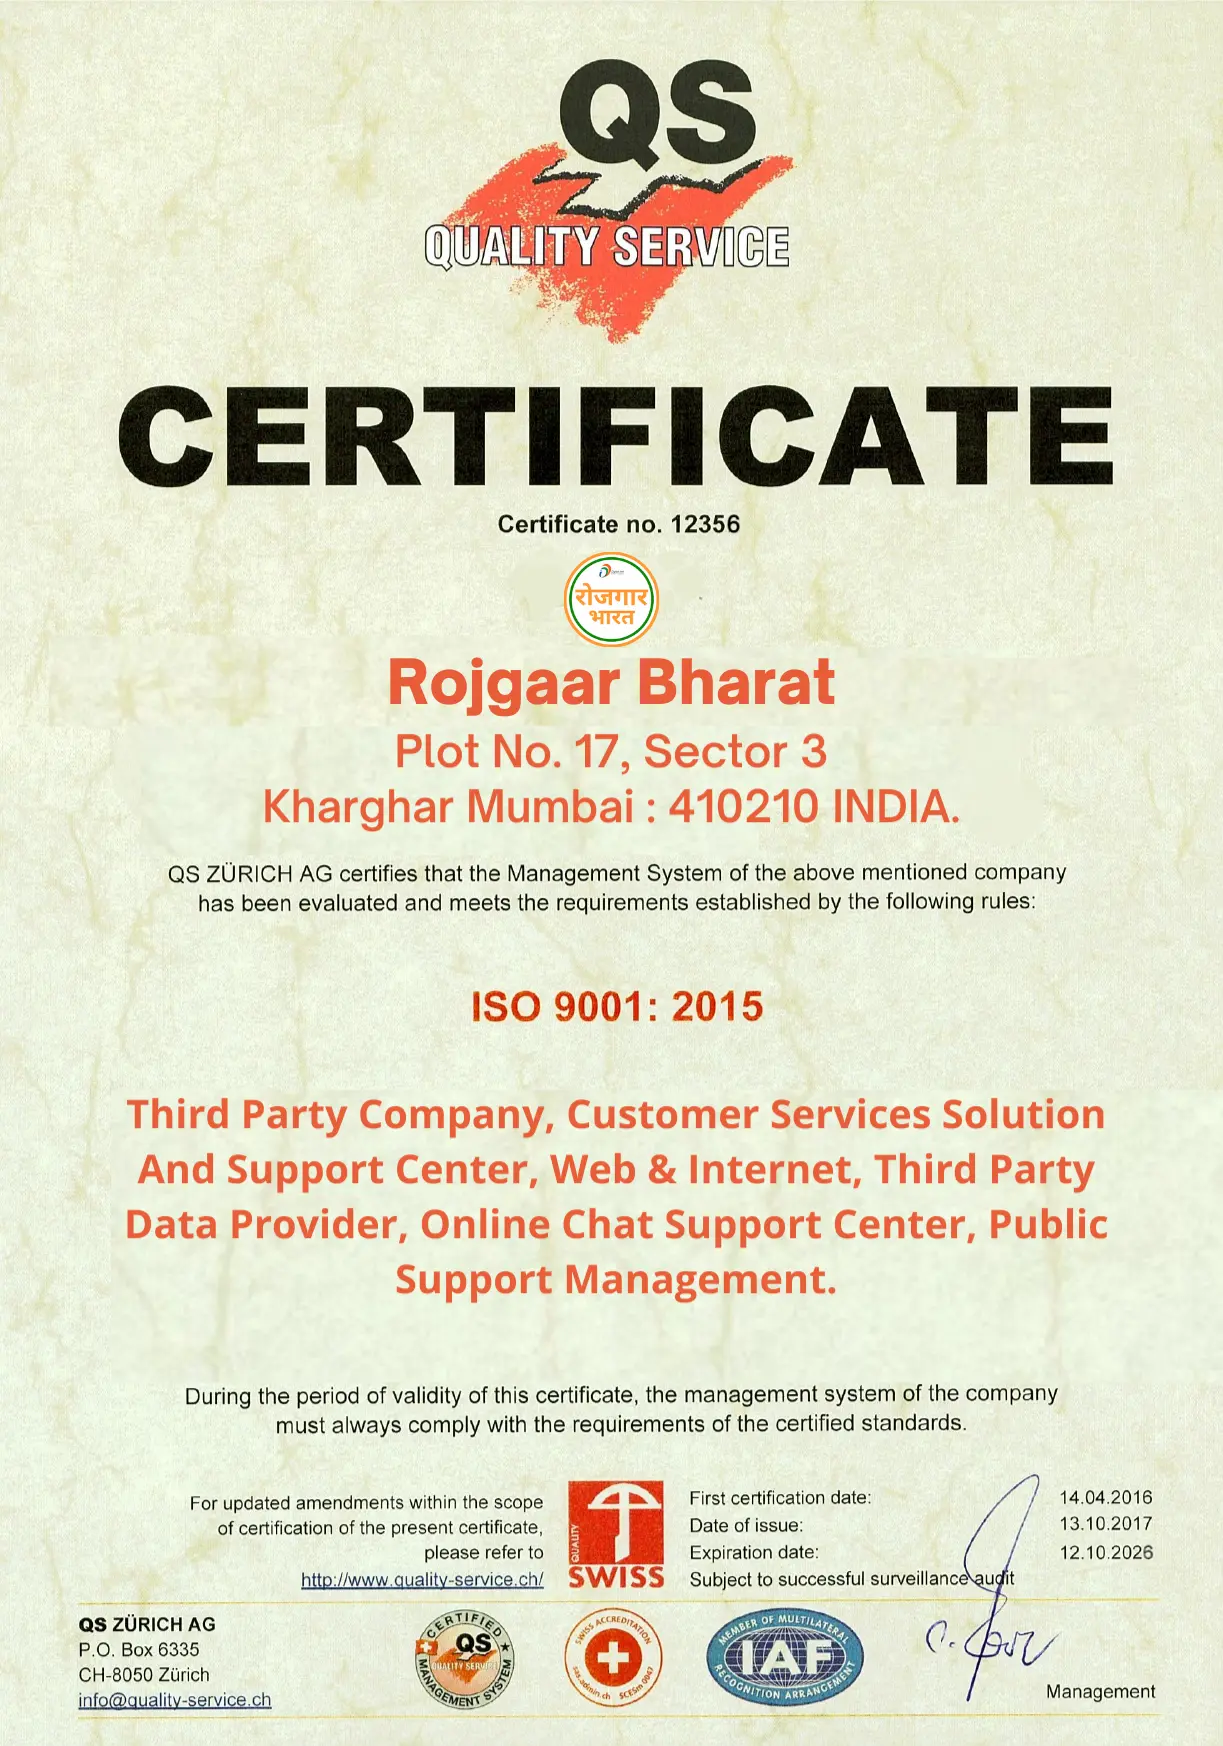 QS
QUALITY SERVICE
CERTIFICATE
Certificate no. 12356
रोजगार
भारत
Rojgaar Bharat
Plot No. 17, Sector 3
Kharghar Mumbai : 410210 INDIA.
QS ZÜRICH AG certifies that the Management System of the above mentioned company
has been evaluated and meets the requirements established by the following rules:
ISO 9001: 2015
Third Party Company, Customer Services Solution
And Support Center, Web & Internet, Third Party
Data Provider, Online Chat Support Center, Public
Support Management.
During the period of validity of this certificate, the management system of the company
must always comply with the requirements of the certified standards.
For updated amendments within the scope
of certification of the present certificate,
please refer to
http://www.quality-service.ch/
QUALITY
SWISS
First certification date: 14.04.2016
Date of issue: 13.10.2017
Expiration date: 12.10.2026
Subject to successful surveillance audit
QS ZÜRICH AG
P.O. Box 6335
CH-8050 Zürich
info@quality-service.ch
CERTIFIED
QS
QUALITY SERVICE
MANAGEMENT SYSTEM
SWISS ACCREDITATION
sas.admin.ch SCESm 0047
MEMBER OF MULTILATERAL
IAF
RECOGNITION ARRANGEMENT
Management